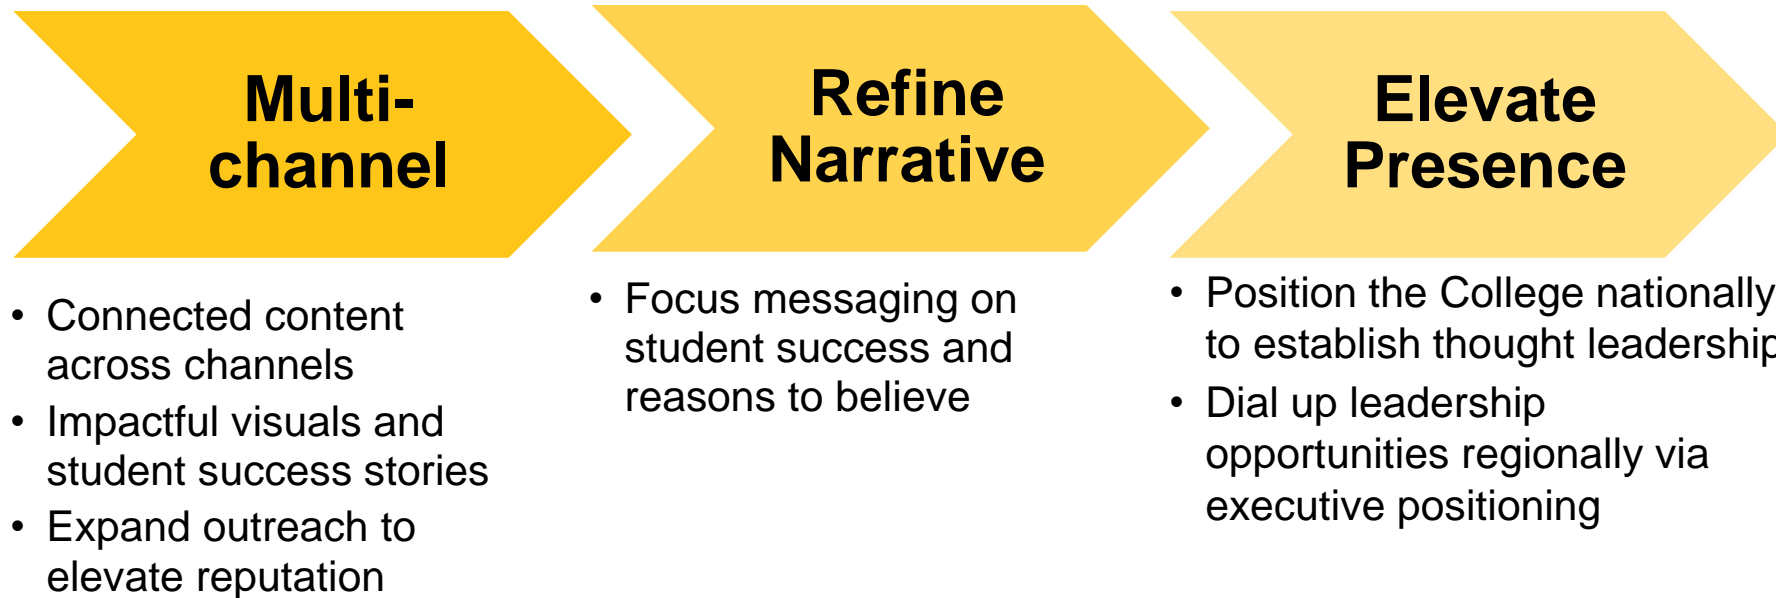 Multi-
channel
• Connected content
across channels
• Impactful visuals and
student success stories
• Expand outreach to
elevate reputation
Refine
Narrative
• Focus messaging on
student success and
reasons to believe
Elevate
Presence
• Position the College nationally
to establish thought leadership
• Dial up leadership
opportunities regionally via
executive positioning